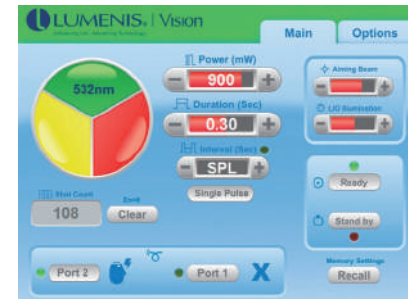 LUMENIS. | Vision
Main
Options
Power (mW)
900
Duration (Sec)
0.30
Interval (Sec)
SPL
Single Pulse
532nm
Shot Count
108
Zero
Clear
Aiming Beam
LIO Illumination
Ready
Stand by
Memory Settings
Recall
Port 2
Port 1
X